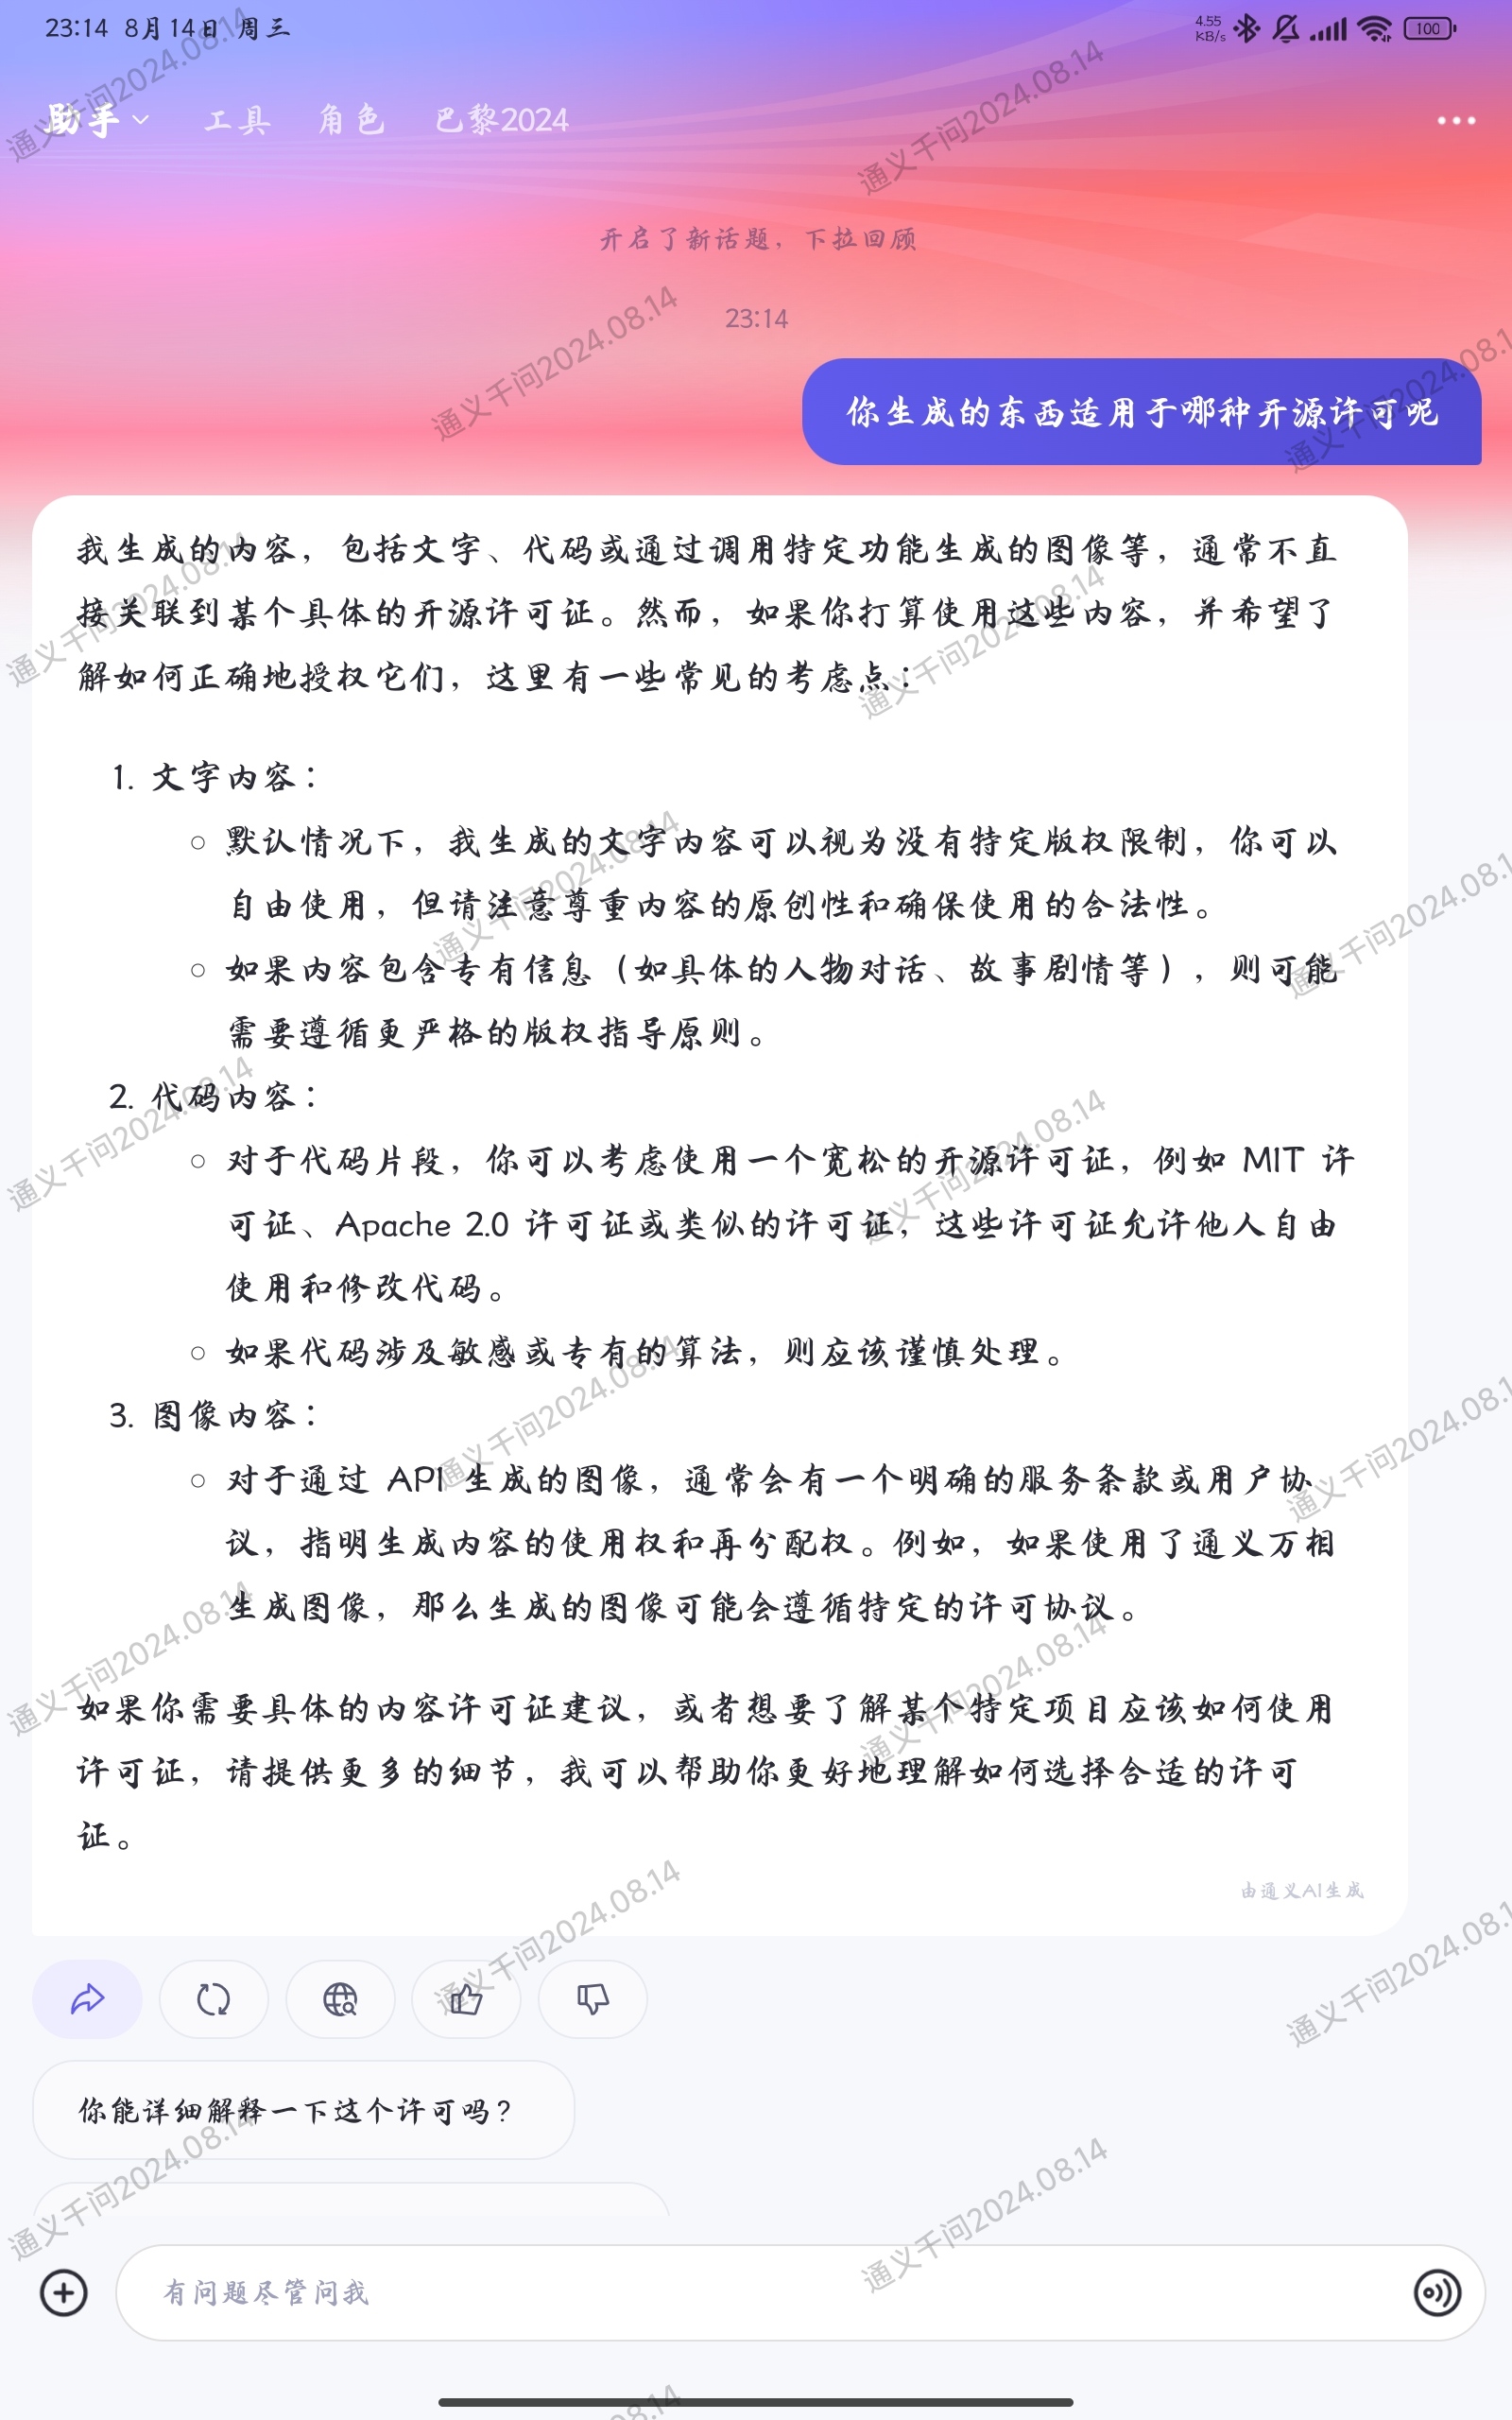 23:14 8月14日 周三
4.55
KB/s
100
助手 工具 角色 巴黎2024
开启了新话题，下拉回顾
23:14
你生成的东西适用于哪种开源许可呢
我生成的内容，包括文字、代码或通过调用特定功能生成的图像等，通常不直
接关联到某个具体的开源许可证。然而，如果你打算使用这些内容，并希望了
解如何正确地授权它们，这里有一些常见的考虑点：
1. 文字内容：
○ 默认情况下，我生成的文字内容可以视为没有特定版权限制，你可以
自由使用，但请注意尊重内容的原创性和确保使用的合法性。
○ 如果内容包含专有信息（如具体的人物对话、故事剧情等），则可能
需要遵循更严格的版权指导原则。
2. 代码内容：
○ 对于代码片段，你可以考虑使用一个宽松的开源许可证，例如 MIT 许
可证、Apache 2.0 许可证或类似的许可证，这些许可证允许他人自由
使用和修改代码。
○ 如果代码涉及敏感或专有的算法，则应该谨慎处理。
3. 图像内容：
○ 对于通过 API 生成的图像，通常会有一个明确的服务条款或用户协
议，指明生成内容的使用权和再分配权。例如，如果使用了通义万相
生成图像，那么生成的图像可能会遵循特定的许可协议。
如果你需要具体的内容许可证建议，或者想要了解某个特定项目应该如何使用
许可证，请提供更多的细节，我可以帮助你更好地理解如何选择合适的许可
证。
由通义AI生成
你能详细解释一下这个许可吗？
有问题尽管问我
通义千问2024.08.14